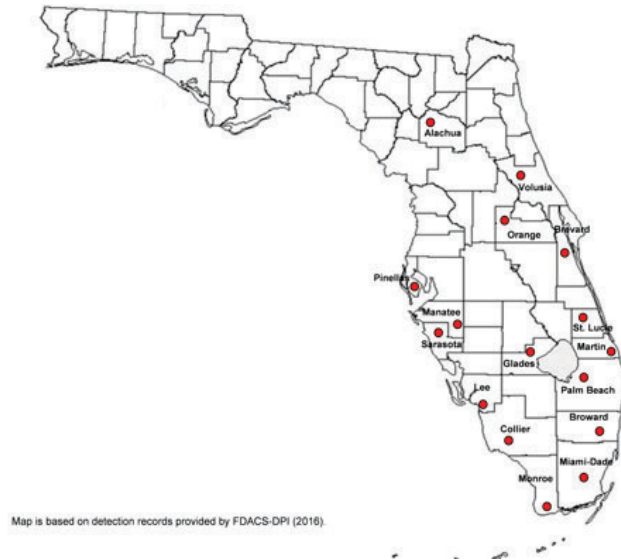 Alachua
Volusia
Orange
Brevard
Pinellas
Manatee
St. Lucie
Sarasota
Martin
Glades
Lee
Palm Beach
Broward
Collier
Miami-Dade
Monroe
Map is based on detection records provided by FDACS-DPI (2016).